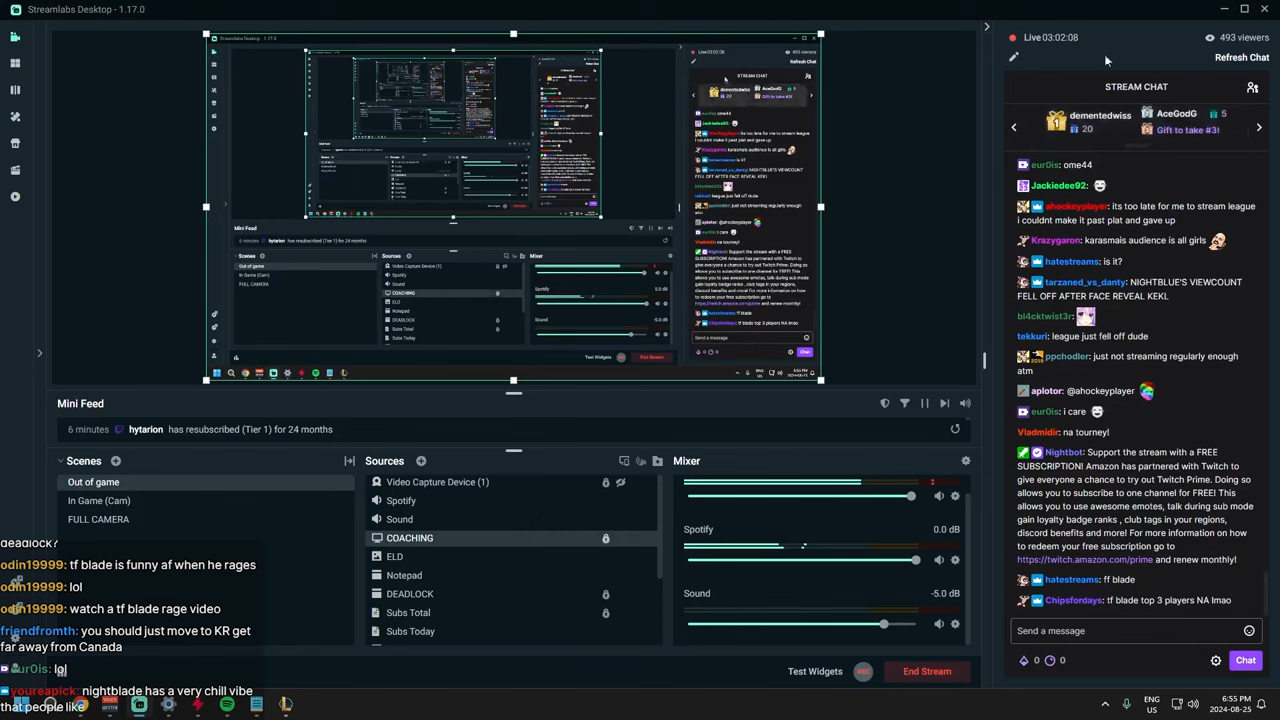 Streamlabs Desktop - 1.17.0
Live 03:02:08
493 viewers
Refresh Chat
STREAM CHAT
dementedwiss
20
AceGodG 5
Gift to take #3!
eur0is: ome44
Jackiedee92:
ahockeyplayer: its too late for me to stream league
i couldnt make it past plat and gave up
Krazygaron: karasmais audience is all girls
hatestreams: is it?
tarzaned_vs_danty: NIGHTBLUE'S VIEWCOUNT
FELL OFF AFTER FACE REVEAL KEKL
bl4cktwist3r:
tekkuri: league just fell off dude
ppchodler: just not streaming regularly enough
atm
aplotor: @ahockeyplayer
eur0is: i care
Vladmidir: na tourney!
Nightbot: Support the stream with a FREE
SUBSCRIPTION! Amazon has partnered with Twitch to
give everyone a chance to try out Twitch Prime. Doing so
allows you to subscribe to one channel for FREE! This
allows you to use awesome emotes, talk during sub mode
gain loyalty badge ranks , club tags in your regions,
discord benefits and more! For more information on
how to redeem your free subscription go to
https://twitch.amazon.com/prime and renew monthly!
hatestreams: tf blade
Chipsfordays: tf blade top 3 players NA lmao
Send a message
0 0
Chat
Mini Feed
6 minutes hytarion has resubscribed (Tier 1) for 24 months
Scenes
Out of game
In Game (Cam)
FULL CAMERA
Sources
Video Capture Device (1)
Spotify
Sound
COACHING
ELD
Notepad
DEADLOCK
Subs Total
Subs Today
Mixer
Spotify 0.0 dB
Sound -5.0 dB
Test Widgets
REC
End Stream
deadlock?
odin19999: tf blade is funny af when he rages
odin19999: lol
odin19999: watch a tf blade rage video
friendfromth: you should just move to KR get
far away from Canada
eur0is: lol
youreapick: nightblade has a very chill vibe
that people like
ENG
US
6:55 PM
2024-08-25